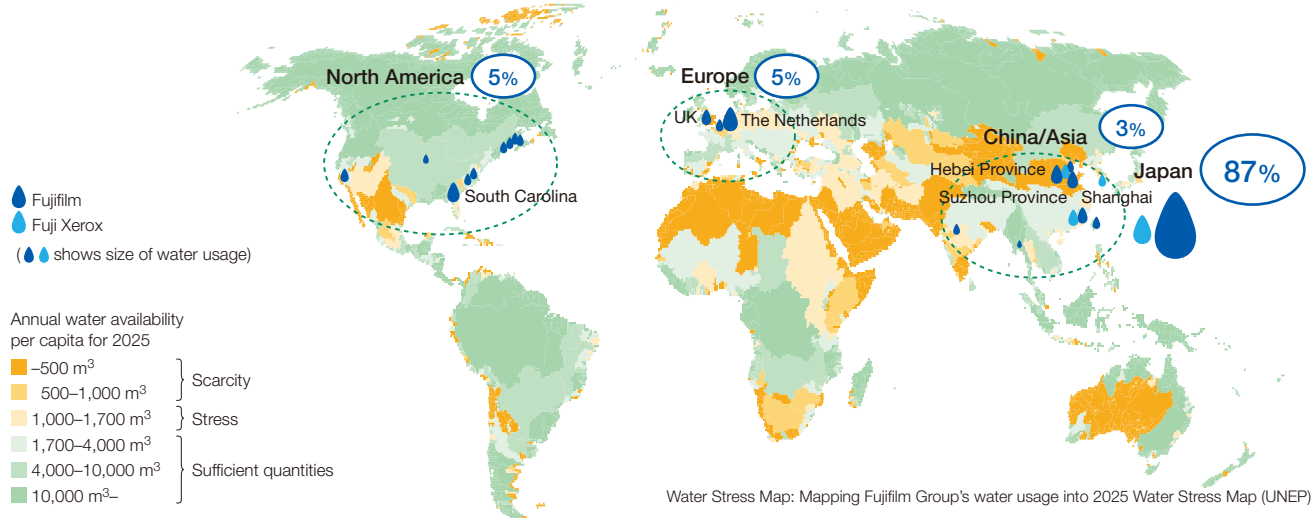 North America 5%
Europe 5%
UK
The Netherlands
China/Asia 3%
Hebei Province
Japan 87%
Suzhou Province Shanghai
South Carolina
Fujifilm
Fuji Xerox
( shows size of water usage)
Annual water availability
per capita for 2025
–500 m³
500–1,000 m³
Scarcity
1,000–1,700 m³ Stress
1,700–4,000 m³
4,000–10,000 m³ Sufficient quantities
10,000 m³–
Water Stress Map: Mapping Fujifilm Group's water usage into 2025 Water Stress Map (UNEP)